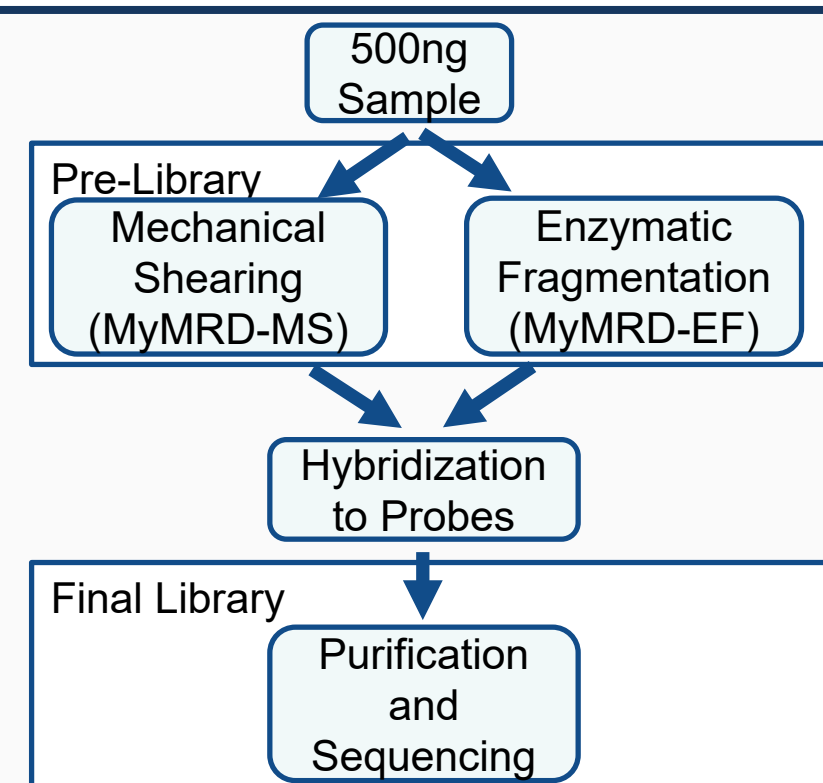 500ng
Sample
Pre-Library
Mechanical
Shearing
(MyMRD-MS)
Enzymatic
Fragmentation
(MyMRD-EF)
Hybridization
to Probes
Final Library
Purification
and
Sequencing